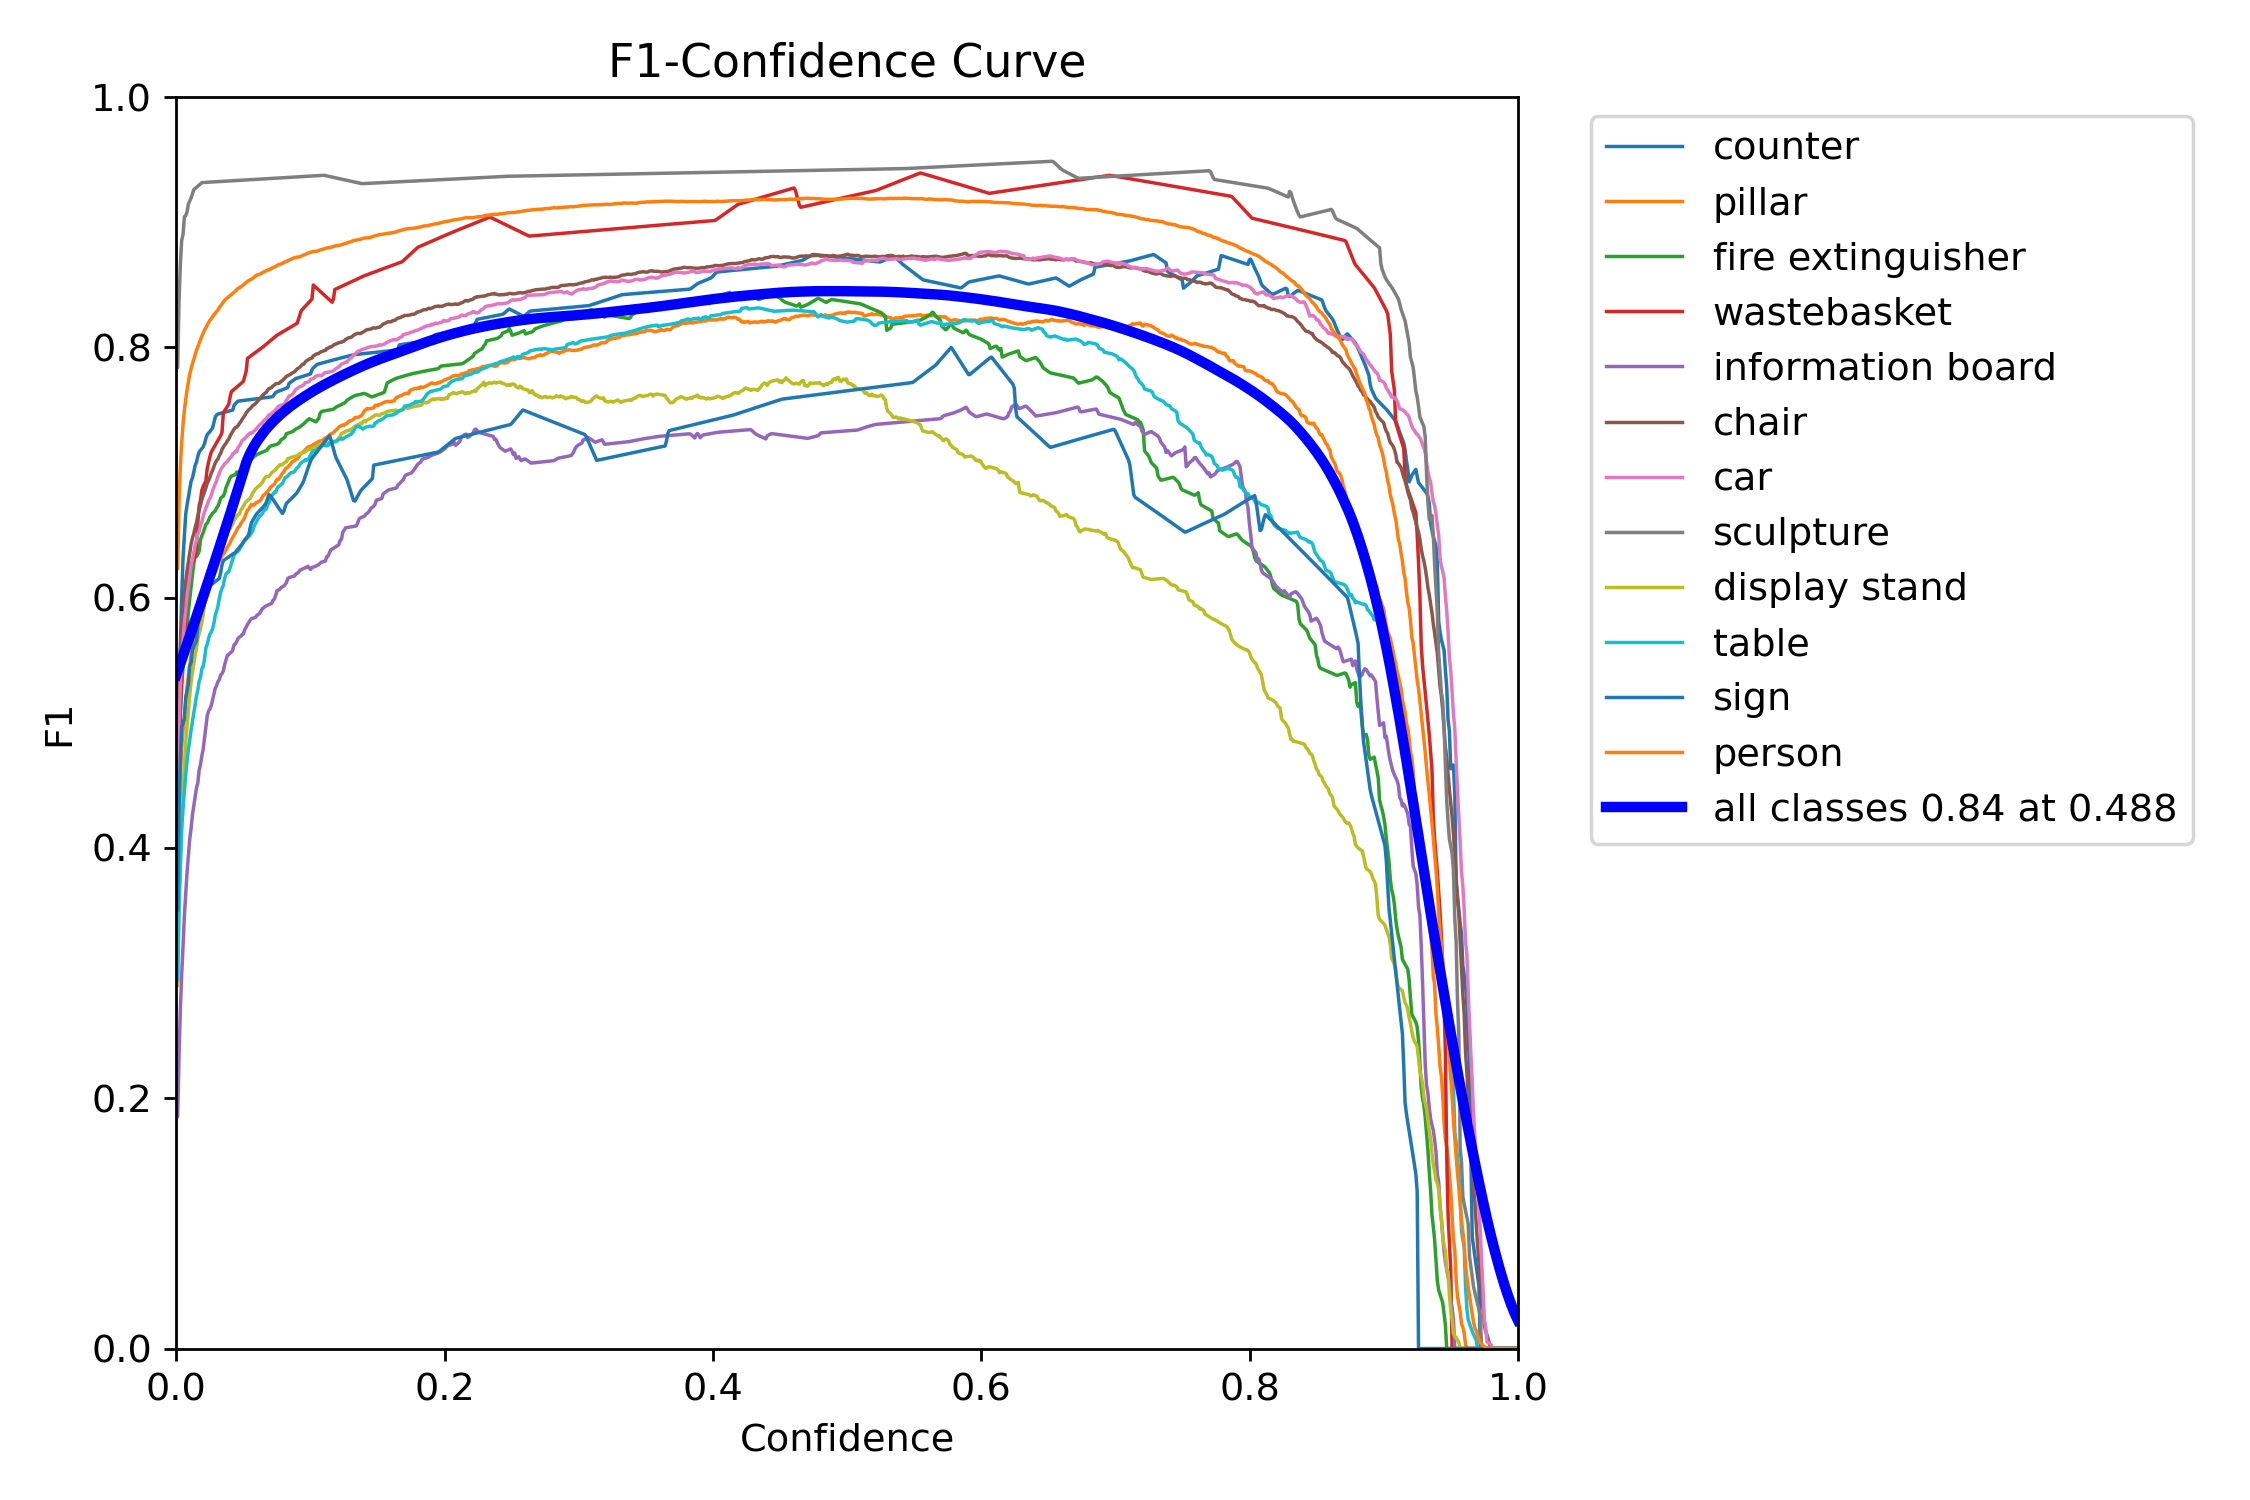 F1-Confidence Curve
1.0
0.8
0.6
0.4
0.2
0.0
F1
0.0 0.2 0.4 0.6 0.8 1.0
Confidence
counter
pillar
fire extinguisher
wastebasket
information board
chair
car
sculpture
display stand
table
sign
person
all classes 0.84 at 0.488